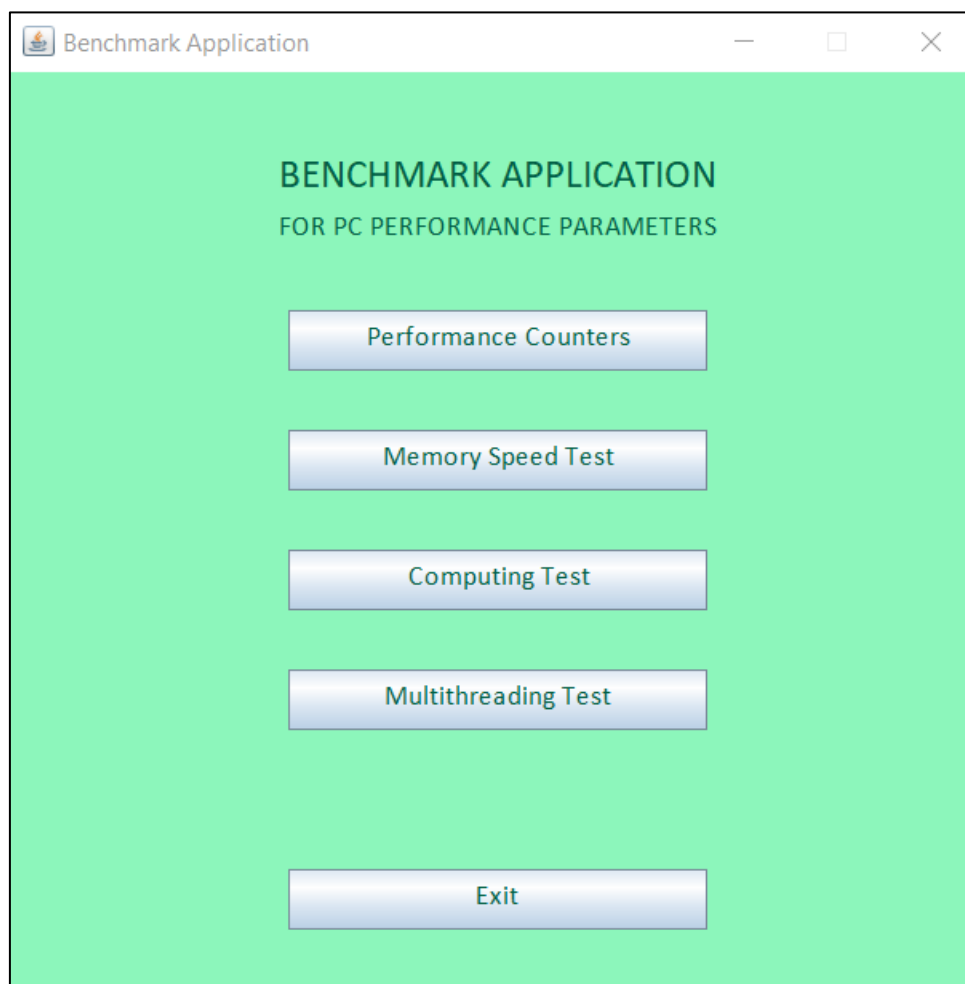 Benchmark Application
BENCHMARK APPLICATION
FOR PC PERFORMANCE PARAMETERS
Performance Counters
Memory Speed Test
Computing Test
Multithreading Test
Exit